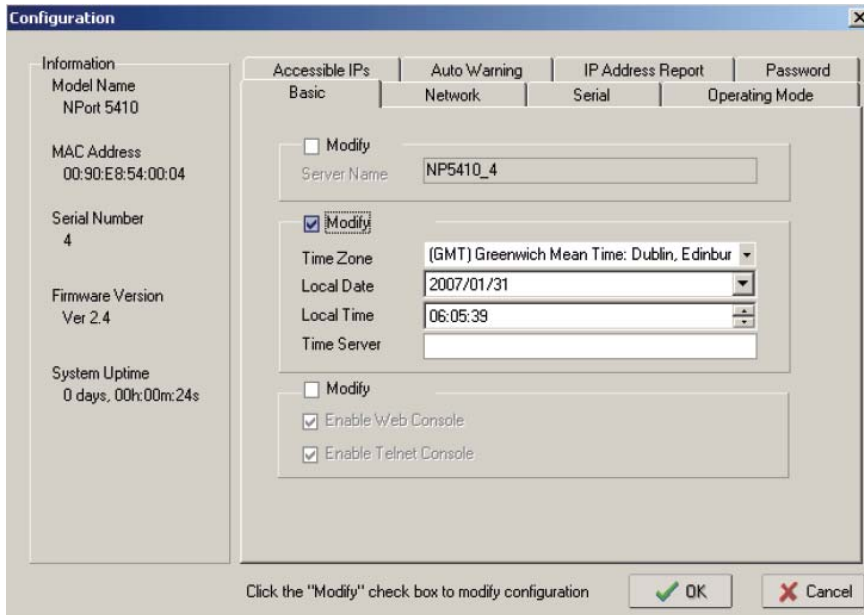 Configuration
Information
Model Name
NPort 5410
MAC Address
00:90:E8:54:00:04
Serial Number
4
Firmware Version
Ver 2.4
System Uptime
0 days, 00h:00m:24s
Accessible IPs
Auto Warning
IP Address Report
Password
Basic
Network
Serial
Operating Mode
Modify
Server Name
NP5410_4
Modify
Time Zone
(GMT) Greenwich Mean Time: Dublin, Edinbur
Local Date
2007/01/31
Local Time
06:05:39
Time Server
Modify
Enable Web Console
Enable Telnet Console
Click the "Modify" check box to modify configuration
OK
Cancel